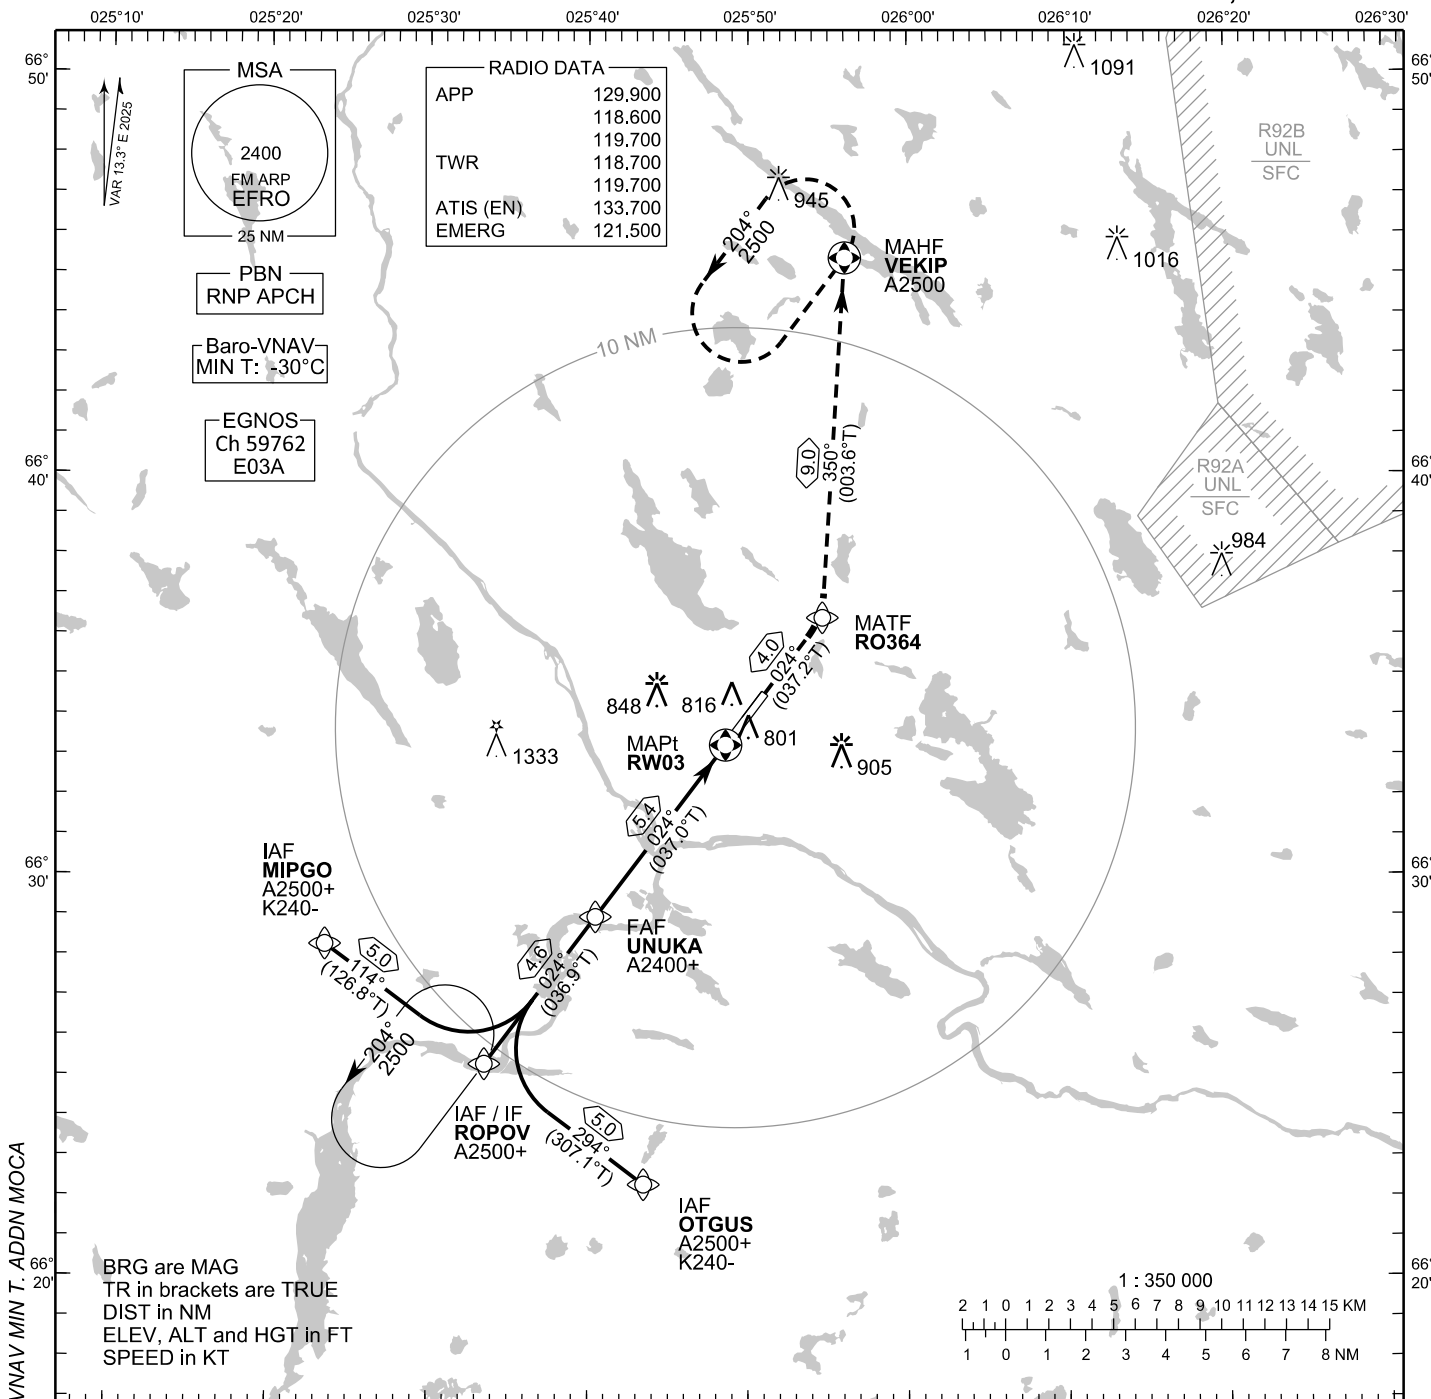 025°10' 025°20' 025°30' 025°40' 025°50' 026°00' 026°10' 026°20' 026°30'
66° 50'
66° 50'
VAR 13.3° E 2025
MSA
2400
FM ARP
EFRO
25 NM
RADIO DATA
APP 129.900
118.600
119.700
TWR 118.700
119.700
ATIS (EN) 133.700
EMERG 121.500
1091
R92B
UNL
SFC
945
204°
2500
MAHF
VEKIP
A2500
1016
PBN
RNP APCH
Baro-VNAV
MIN T: -30°C
10 NM
EGNOS
Ch 59762
E03A
9.0
350°
(003.6°T)
66° 40'
66° 40'
R92A
UNL
SFC
984
MATF
RO364
4.0
024°
(037.2°T)
848
816
801
905
1333
MAPt
RW03
5.4
024°
(037.0°T)
66° 30'
66° 30'
IAF
MIPGO
A2500+
K240-
5.0
114°
(126.8°T)
FAF
UNUKA
A2400+
4.6
024°
(036.9°T)
204°
2500
IAF / IF
ROPOV
A2500+
5.0
294°
(307.1°T)
IAF
OTGUS
A2500+
K240-
66° 20'
66° 20'
VNAV MIN T. ADDN MOCA
BRG are MAG
TR in brackets are TRUE
DIST in NM
ELEV, ALT and HGT in FT
SPEED in KT
1 : 350 000
2 1 0 1 2 3 4 5 6 7 8 9 10 11 12 13 14 15 KM
1 0 1 2 3 4 5 6 7 8 NM